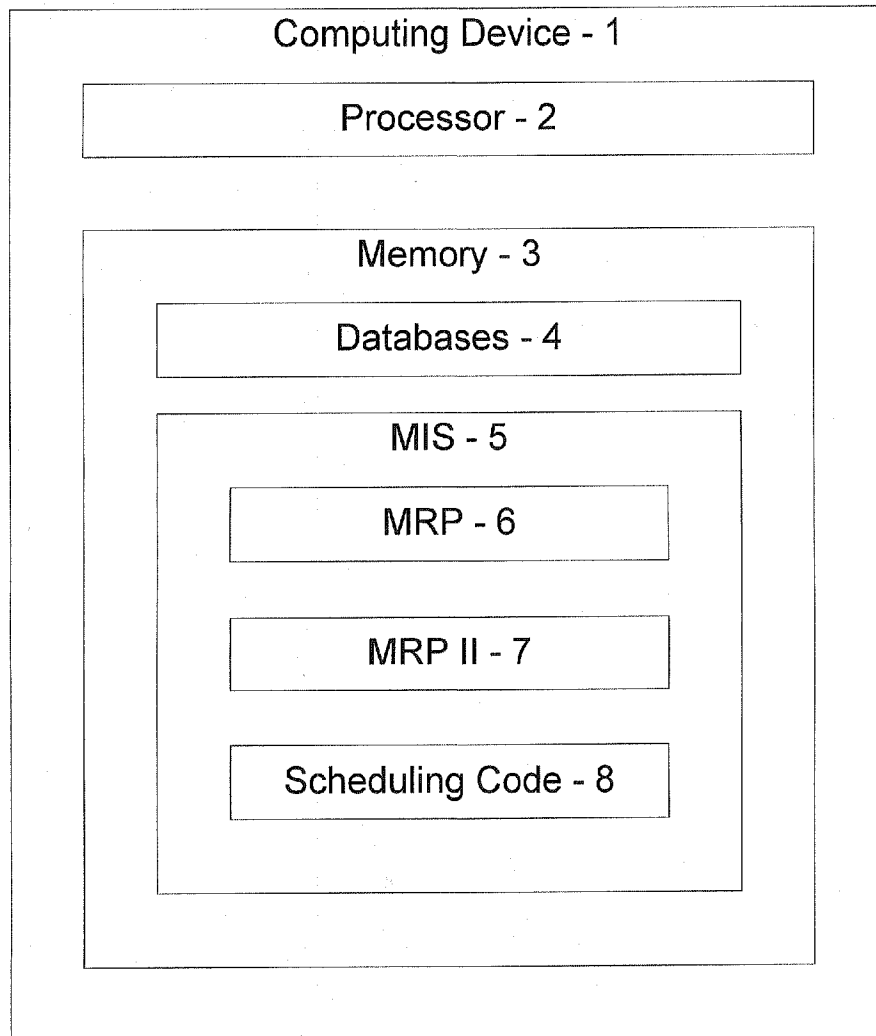 Computing Device - 1
Processor - 2
Memory - 3
Databases - 4
MIS - 5
MRP - 6
MRP II - 7
Scheduling Code - 8